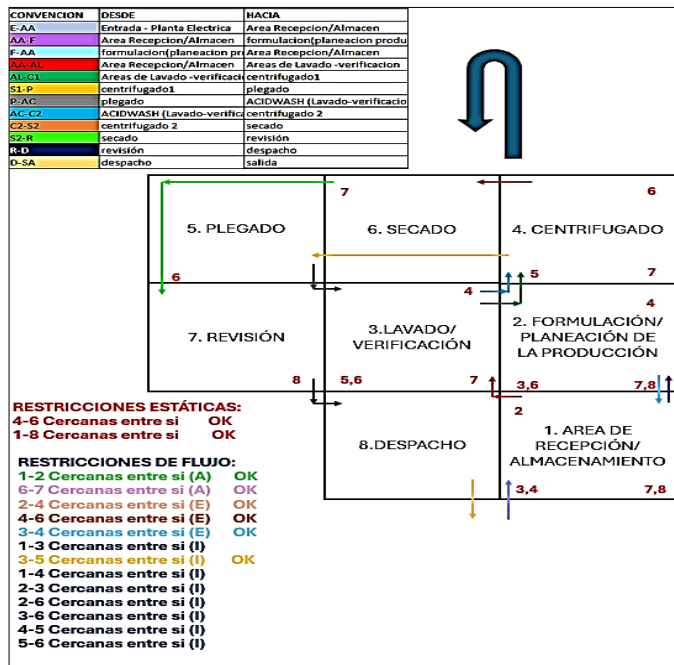 CONVENCION DESDE HACIA
E-AA Entrada - Planta Electrica Area Recepcion/Almacen
AA-F Area Recepcion/Almacen formulacion(planeacion produ
F-AA formulacion(planeacion pr Area Recepcion/Almacen
AA-AL Area Recepcion/Almacen Areas de Lavado -verificacion
AL-C1 Areas de Lavado -verificaci centrifugado1
S1-P centrifugado1 plegado
P-AC plegado ACIDWASH (Lavado-verificacio
AC-C2 ACIDWASH (Lavado-verific centrifugado 2
C2-S2 centrifugado 2 secado
S2-R secado revisión
R-D revisión despacho
D-SA despacho salida
7 6
5. PLEGADO 6. SECADO 4. CENTRIFUGADO
6 5 7
4 4
7. REVISIÓN 3.LAVADO/ VERIFICACIÓN 2. FORMULACIÓN/ PLANEACIÓN DE LA PRODUCCIÓN
8 5,6 7 3,6 7,8
2
8.DESPACHO 1. AREA DE RECEPCIÓN/ ALMACENAMIENTO
3,4 7,8
RESTRICCIONES ESTÁTICAS:
4-6 Cercanas entre si OK
1-8 Cercanas entre si OK
RESTRICCIONES DE FLUJO:
1-2 Cercanas entre si (A) OK
6-7 Cercanas entre si (A) OK
2-4 Cercanas entre si (E) OK
4-6 Cercanas entre si (E) OK
3-4 Cercanas entre si (E) OK
1-3 Cercanas entre si (I)
3-5 Cercanas entre si (I) OK
1-4 Cercanas entre si (I)
2-3 Cercanas entre si (I)
2-6 Cercanas entre si (I)
3-6 Cercanas entre si (I)
4-5 Cercanas entre si (I)
5-6 Cercanas entre si (I)